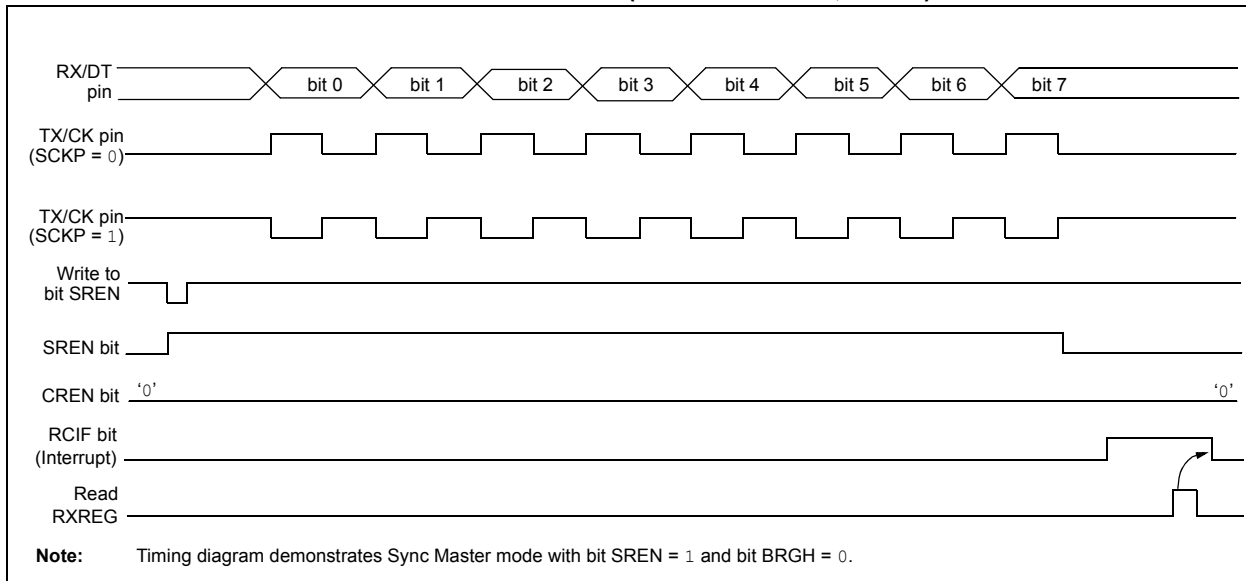 RX/DT
pin
bit 0 bit 1 bit 2 bit 3 bit 4 bit 5 bit 6 bit 7
TX/CK pin
(SCKP = 0)
TX/CK pin
(SCKP = 1)
Write to
bit SREN
SREN bit
CREN bit ‘0’ ‘0’
RCIF bit
(Interrupt)
Read
RXREG
Note: Timing diagram demonstrates Sync Master mode with bit SREN = 1 and bit BRGH = 0.